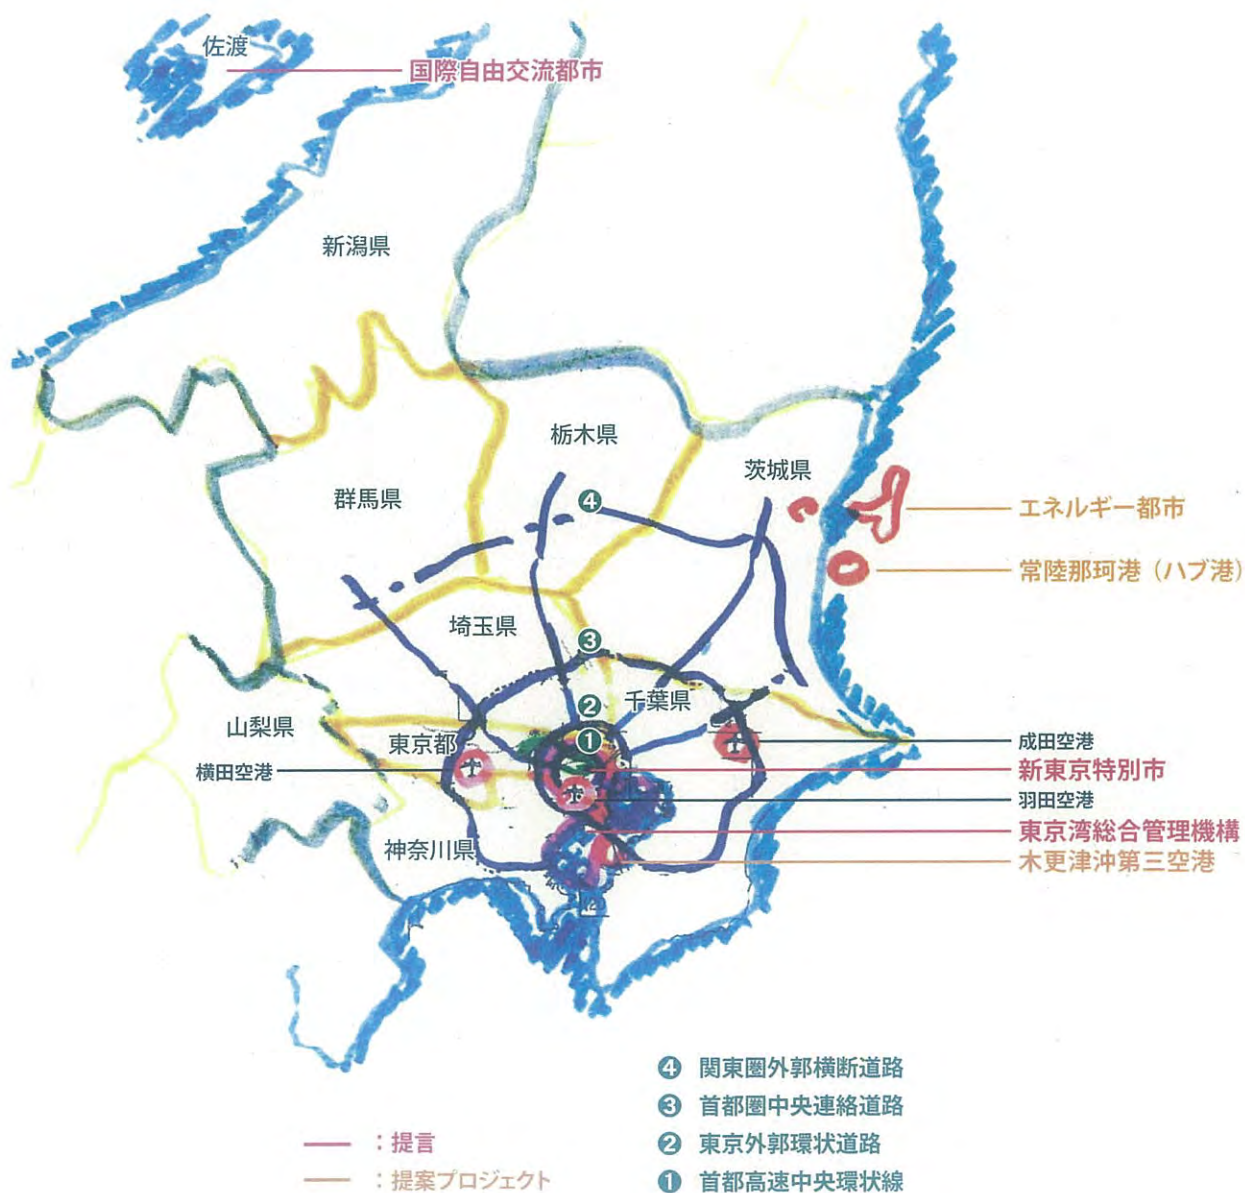 佐渡
国際自由交流都市
新潟県
栃木県
茨城県
群馬県
❹
エネルギー都市
常陸那珂港（ハブ港）
埼玉県
❸
千葉県
❷
山梨県
東京都
❶
成田空港
横田空港
新東京特別市
羽田空港
東京湾総合管理機構
神奈川県
木更津沖第三空港
❹ 関東圏外郭横断道路
❸ 首都圏中央連絡道路
❷ 東京外郭環状道路
❶ 首都高速中央環状線
：提言
：提案プロジェクト